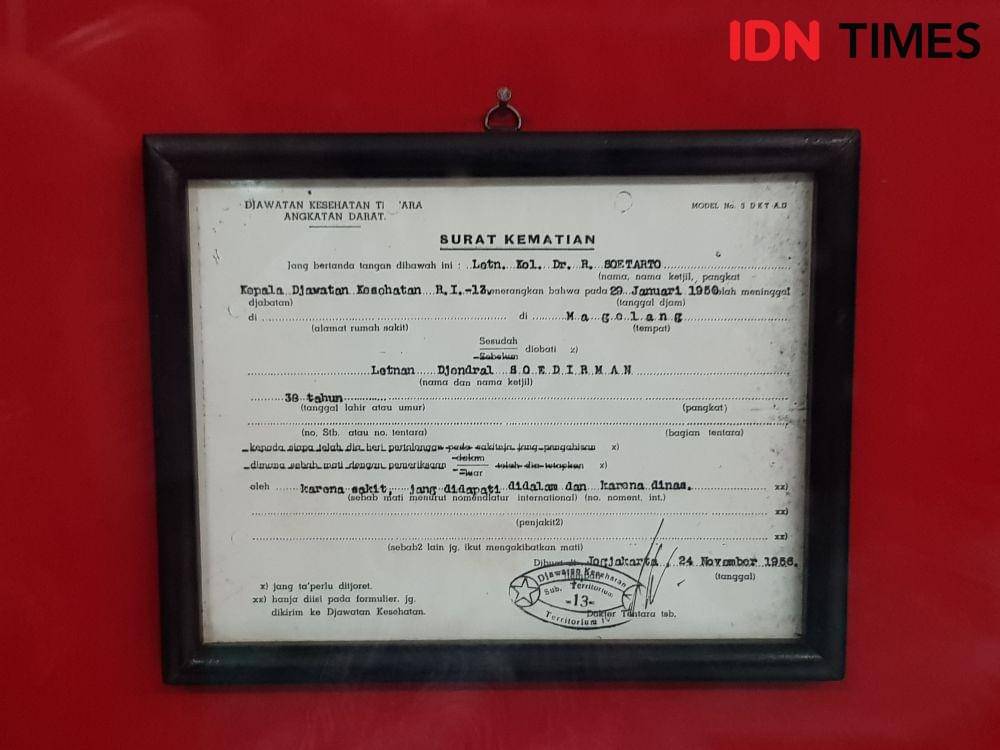 IDN TIMES
DJAWATAN KESEHATAN
ANGKATAN DARAT.
MODEL No. 5 DKT A.D
SURAT KEMATIAN
Jang bertanda tangan dibawah ini : Letn. Kol. Dr. R. SOETARTO
(nama, nama ketjil, pangkat
Kepala Djawatan Kesehatan R.I.-13, menerangkan bahwa pada 29 Januari 1950 telah meninggal
djabatan) (tanggal djam)
di di Magelang
(alamat rumah sakit) (tempat)
Sesudah
Sebelum diobati x)
Letnan Djendral SOEDIRMAN
(nama dan nama ketjil)
38 tahun
(tanggal lahir atau umur) (pangkat)
(no. Stb. atau no. tentara) (bagian tentara)
kepada siapa telah dia beri pertolongan pada sakitnja jang penghabisan x)
dimana sebab mati dengan pemeriksaan dalam telah dia tetapkan x)
luar
oleh karena sakit, jang didapati didalam dan karena dinas. xx)
(sebab mati menurut nomenclatur international) (no. noment. int.)
xx)
(penjakit2)
xx)
(sebab2 lain jg. ikut mengakibatkan mati)
Dibuat di Jogjakarta, 24 November 1956.
(tanggal)
Djawatan Kesehatan
Sub. Territorium
-13-
Territorium IV
Dokter Tentara tsb.
x) jang ta'perlu ditjoret.
xx) hanja diisi pada formulier. jg.
dikirim ke Djawatan Kesehatan.